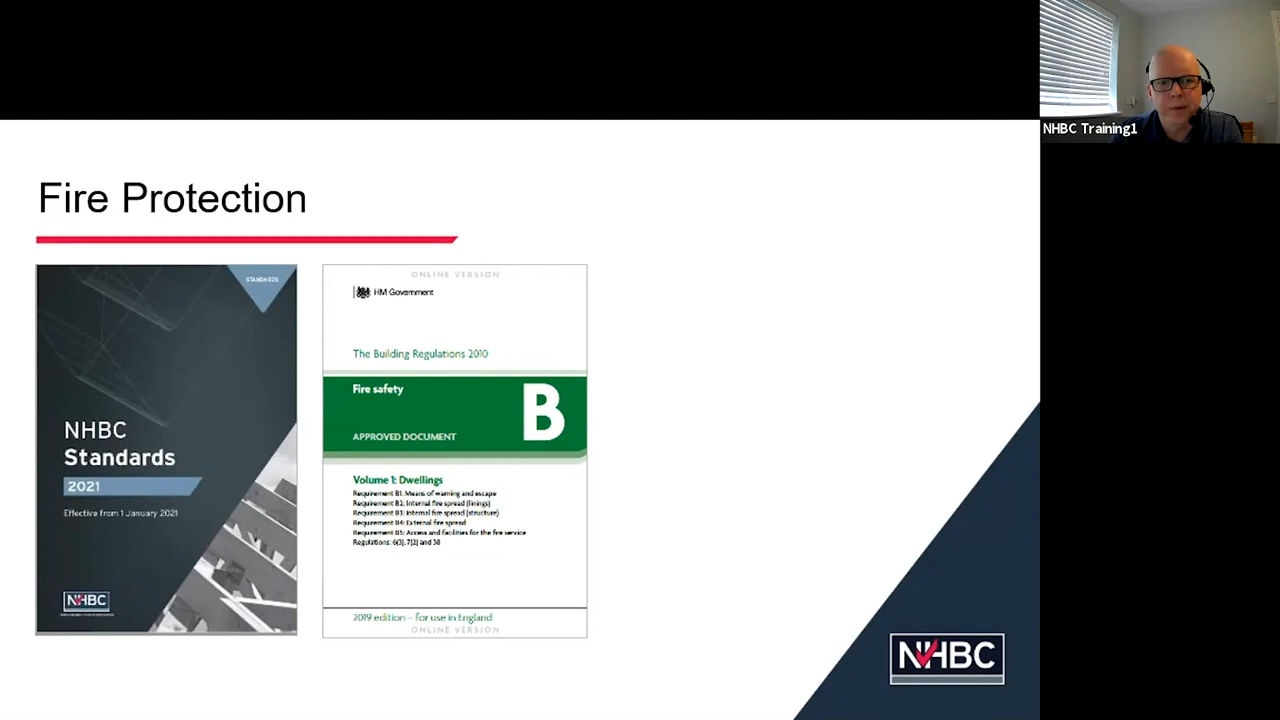 NHBC Training1
Fire Protection
STANDARDS
NHBC
Standards
2021
Effective from 1 January 2021
NHBC
ONLINE VERSION
HM Government
The Building Regulations 2010
Fire safety
B
APPROVED DOCUMENT
Volume 1: Dwellings
Requirement B1: Means of warning and escape
Requirement B2: Internal fire spread (linings)
Requirement B3: Internal fire spread (structure)
Requirement B4: External fire spread
Requirement B5: Access and facilities for the fire service
Regulations: 6(3), 7(2) and 38
2019 edition – for use in England
ONLINE VERSION
NHBC